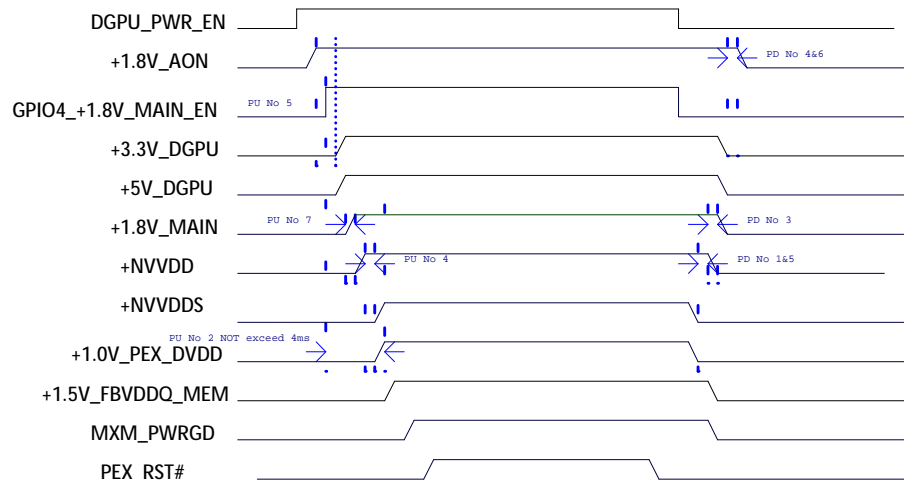 DGPU_PWR_EN
+1.8V_AON
PD No 4&6
GPIO4_+1.8V_MAIN_EN
PU No 5
+3.3V_DGPU
+5V_DGPU
+1.8V_MAIN
PU No 7
PD No 3
+NVVDD
PU No 4
PD No 1&5
+NVVDDS
PU No 2 NOT exceed 4ms
+1.0V_PEX_DVDD
+1.5V_FBVDDQ_MEM
MXM_PWRGD
PEX_RST#